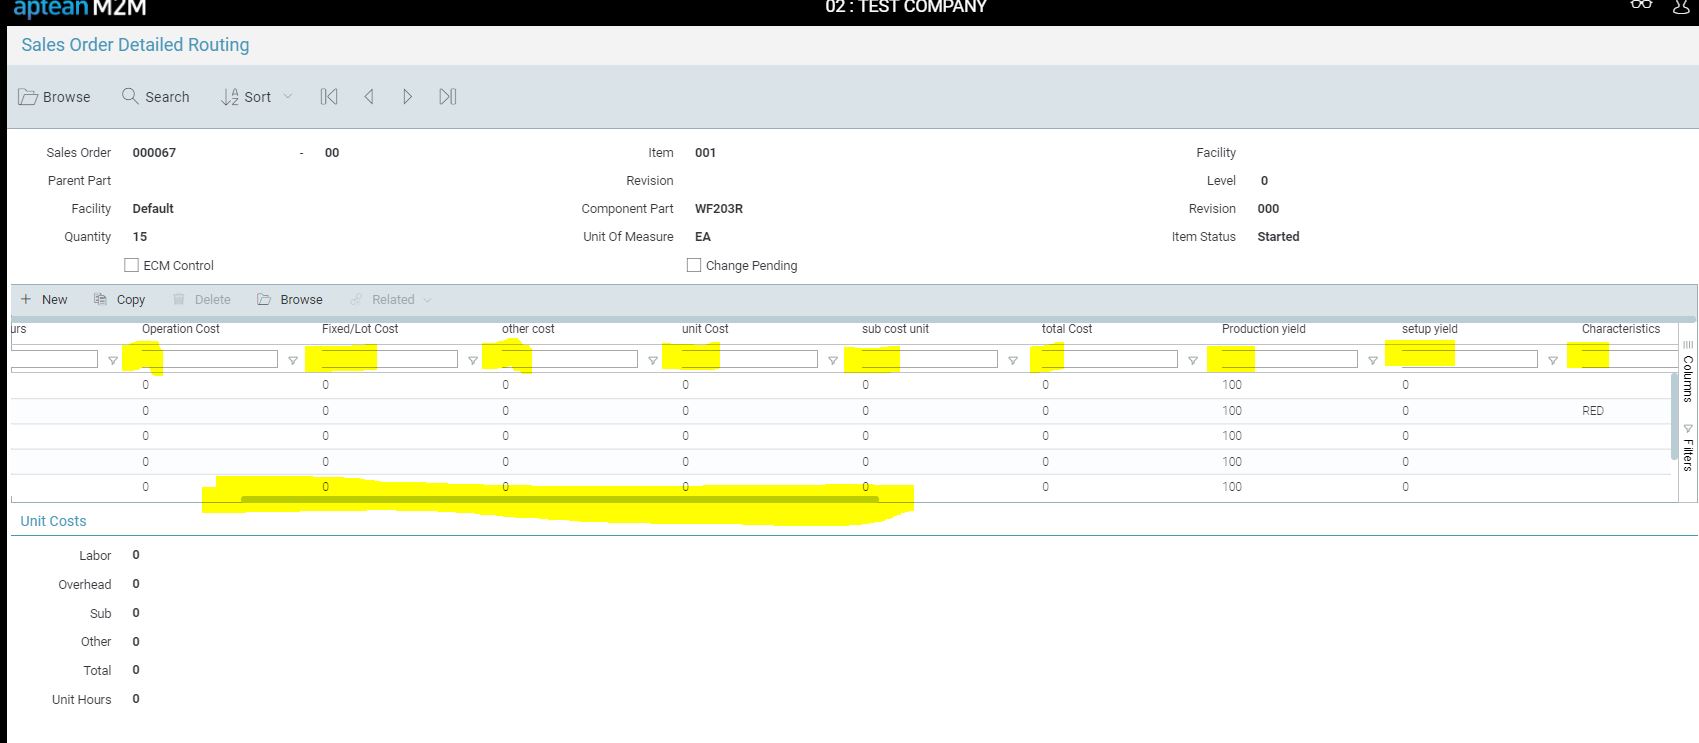 aptean M2M 02 : TEST COMPANY
Sales Order Detailed Routing
Browse Search Sort
Sales Order 000067 - 00 Item 001 Facility
Parent Part Revision Level 0
Facility Default Component Part WF203R Revision 000
Quantity 15 Unit Of Measure EA Item Status Started
ECM Control Change Pending
+ New Copy Delete Browse Related
urs Operation Cost Fixed/Lot Cost other cost unit Cost sub cost unit total Cost Production yield setup yield Characteristics
0 0 0 0 0 0 100 0
0 0 0 0 0 0 100 0 RED
0 0 0 0 0 0 100 0
0 0 0 0 0 0 100 0
0 0 0 0 0 0 100 0
Columns
Filters
Unit Costs
Labor 0
Overhead 0
Sub 0
Other 0
Total 0
Unit Hours 0